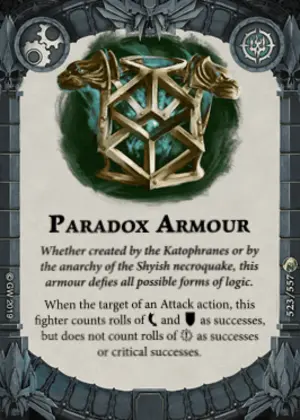 PARADOX ARMOUR
Whether created by the Katophranes or by
the anarchy of the Shyish necroquake, this
armour defies all possible forms of logic.
When the target of an Attack action, this
fighter counts rolls of and as successes,
but does not count rolls of as successes
or critical successes.
© GW 2019
523/557